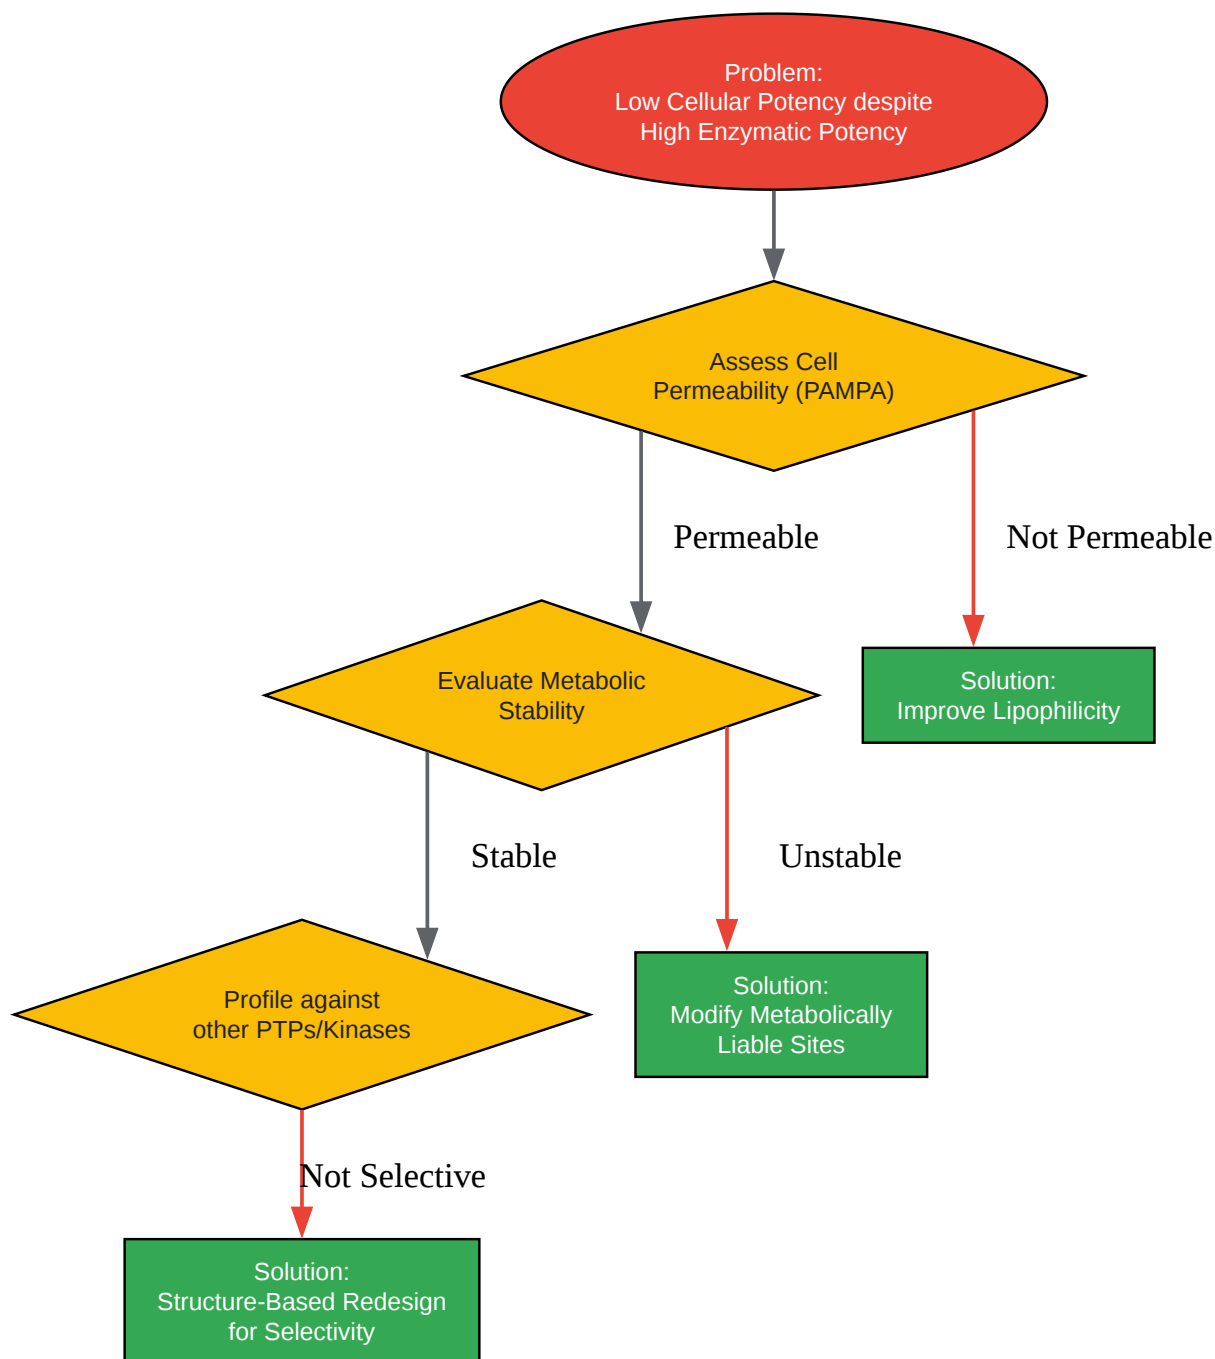 Problem:
Low Cellular Potency despite
High Enzymatic Potency
Assess Cell
Permeability (PAMPA)
Permeable
Not Permeable
Evaluate Metabolic
Stability
Solution:
Improve Lipophilicity
Stable
Unstable
Profile against
other PTPs/Kinases
Solution:
Modify Metabolically
Liable Sites
Not Selective
Solution:
Structure-Based Redesign
for Selectivity